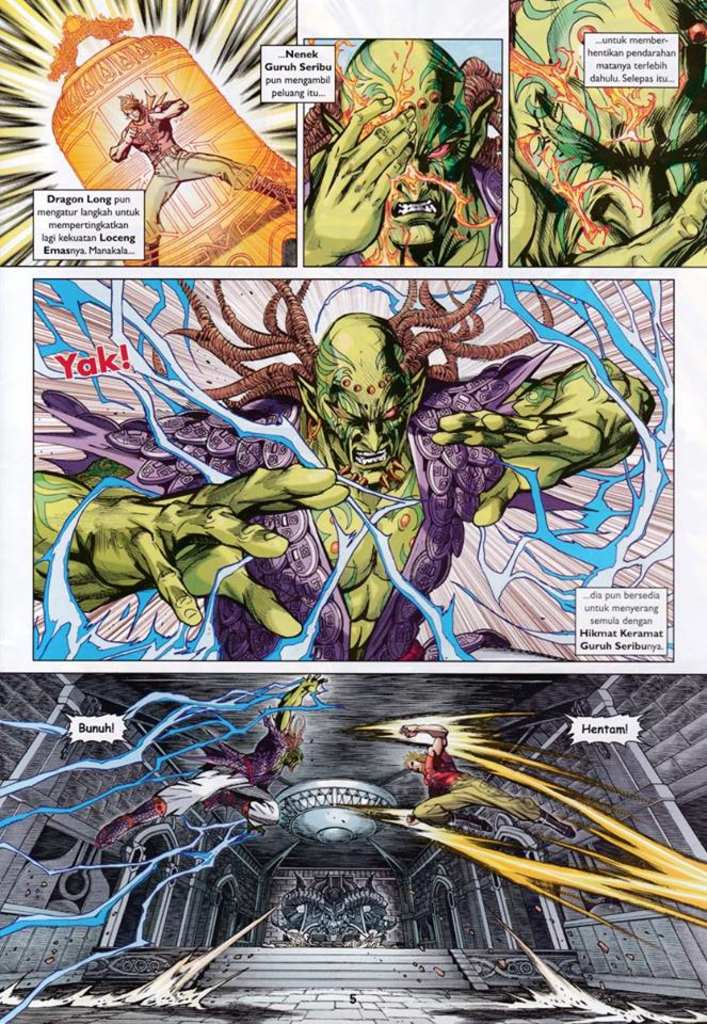 Dragon Long pun
mengatur langkah untuk
mempertingkatkan
lagi kekuatan Loceng
Emasnya. Manakala...
...Nenek
Guruh Seribu
pun mengambil
peluang itu...
...untuk member-
hentikan pendarahan
matanya terlebih
dahulu. Selepas itu...
Yak!
...dia pun bersedia
untuk menyerang
semula dengan
Hikmat Keramat
Guruh Seribunya.
Bunuh!
Hentam!
5